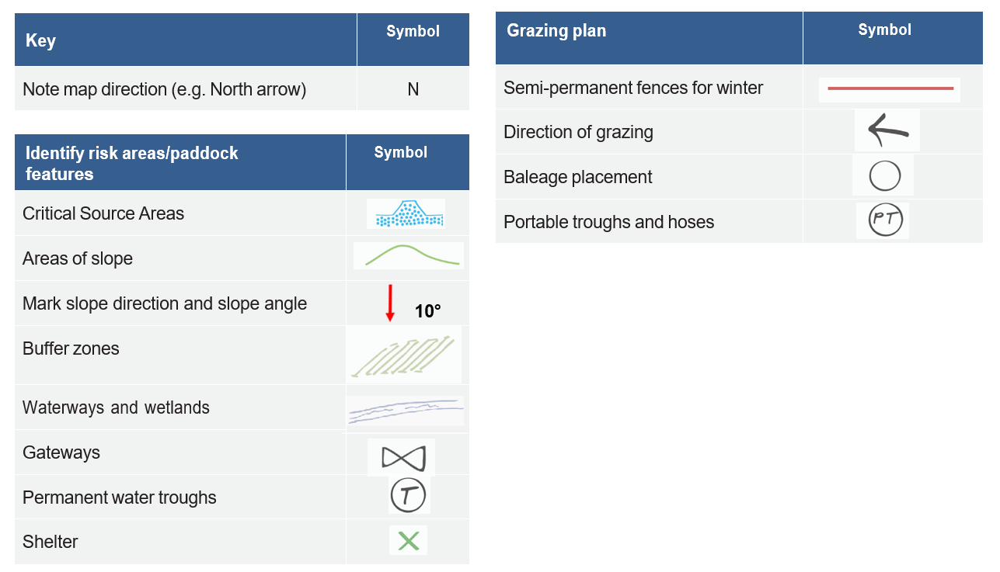 Key
Symbol
Note map direction (e.g. North arrow)
N
Identify risk areas/paddock
features
Symbol
Critical Source Areas
Areas of slope
Mark slope direction and slope angle
10°
Buffer zones
Waterways and wetlands
Gateways
Permanent water troughs
T
Shelter
Grazing plan
Symbol
Semi-permanent fences for winter
Direction of grazing
Baleage placement
Portable troughs and hoses
PT